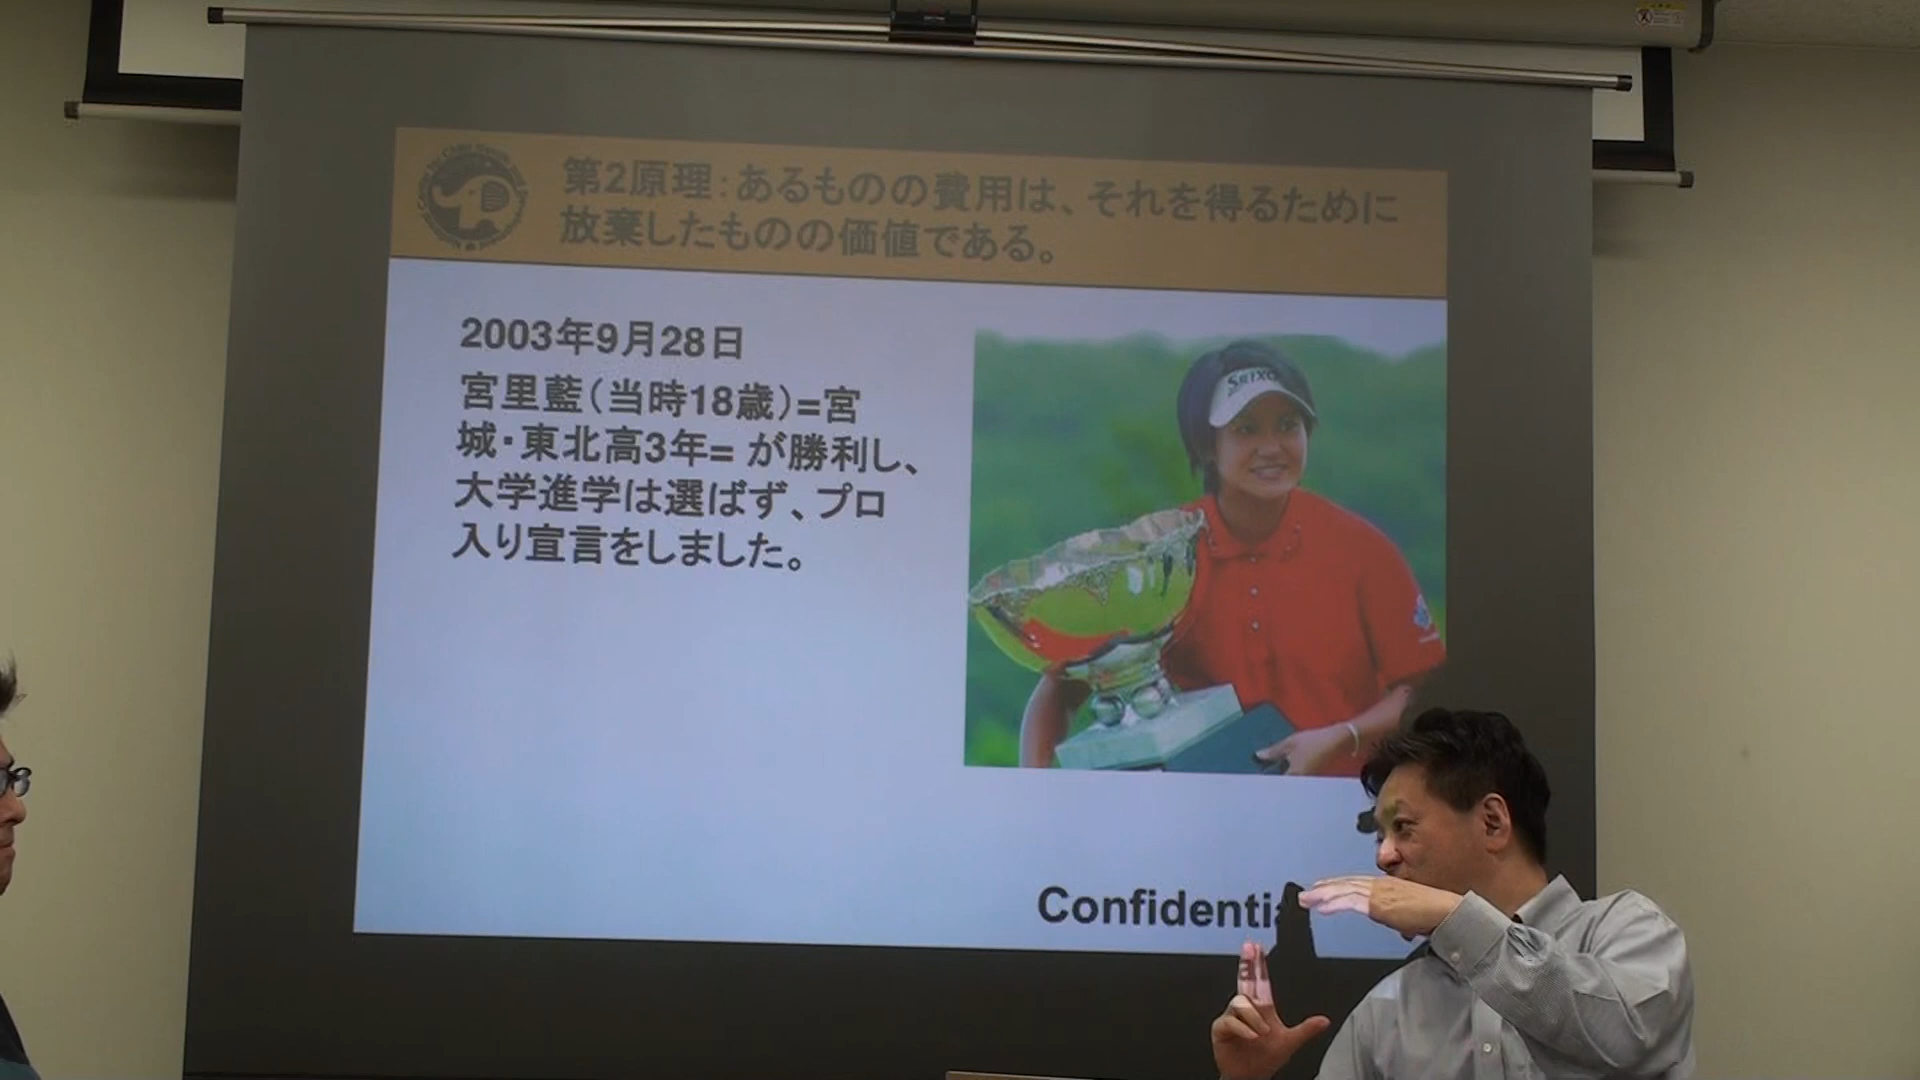 第2原理：あるものの費用は、それを得るために
放棄したものの価値である。
2003年9月28日
宮里藍（当時18歳）=宮
城・東北高3年= が勝利し、
大学進学は選ばず、プロ
入り宣言をしました。
SRIXON
Confidential